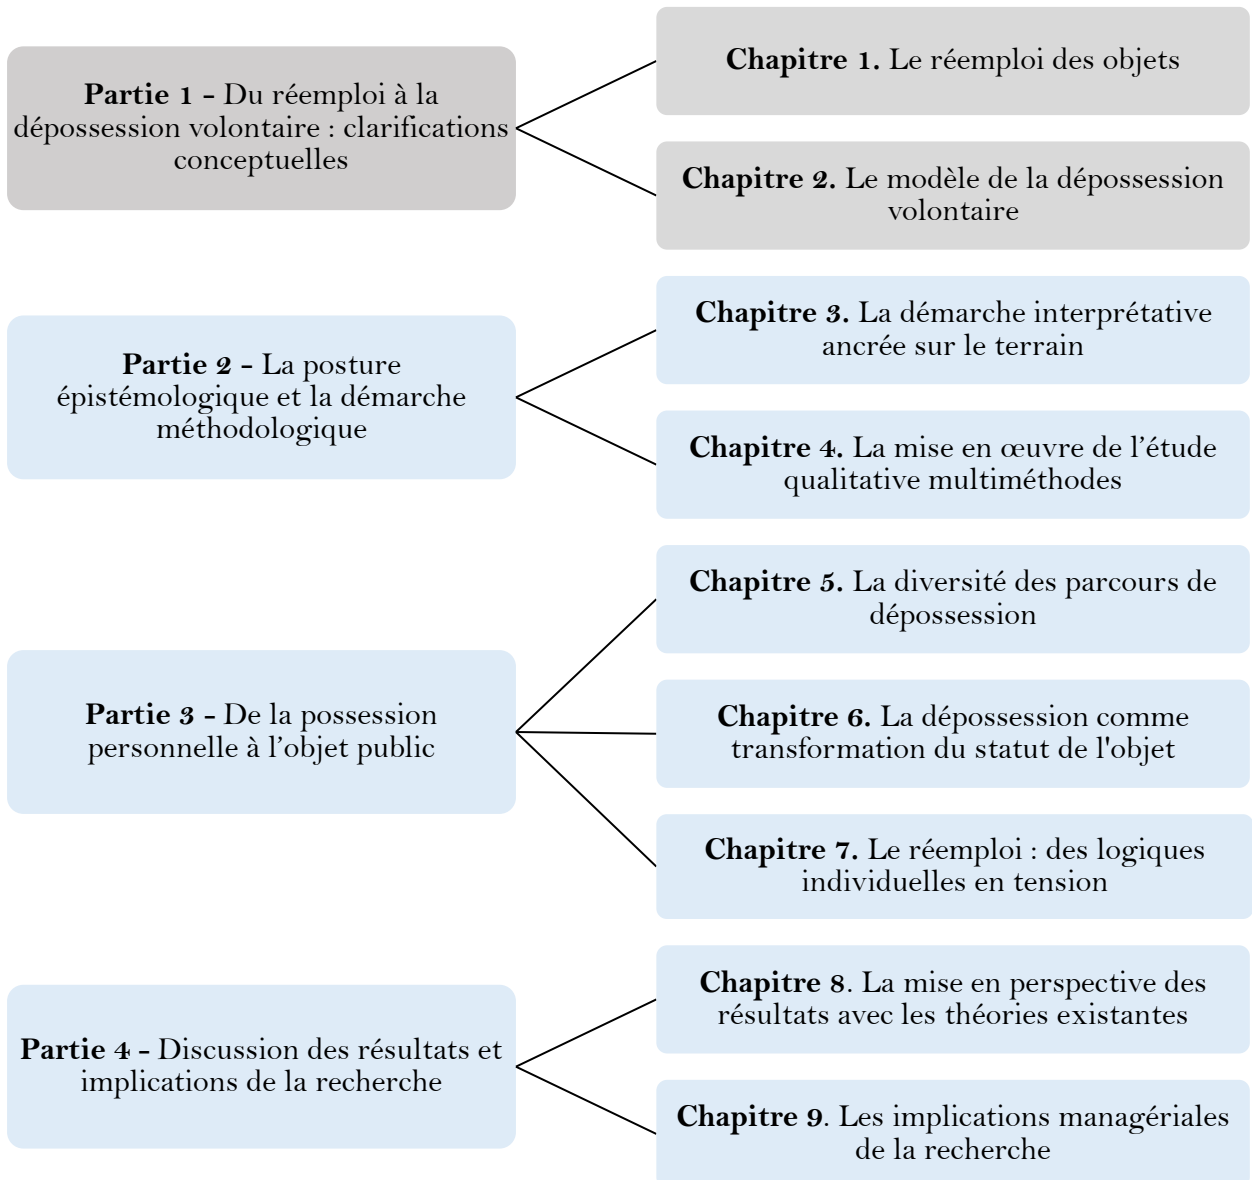 Partie 1 - Du réemploi à la
dépossession volontaire : clarifications
conceptuelles
Chapitre 1. Le réemploi des objets
Chapitre 2. Le modèle de la dépossession
volontaire
Partie 2 - La posture
épistémologique et la démarche
méthodologique
Chapitre 3. La démarche interprétative
ancrée sur le terrain
Chapitre 4. La mise en œuvre de l’étude
qualitative multiméthodes
Partie 3 - De la possession
personnelle à l’objet public
Chapitre 5. La diversité des parcours de
dépossession
Chapitre 6. La dépossession comme
transformation du statut de l'objet
Chapitre 7. Le réemploi : des logiques
individuelles en tension
Partie 4 - Discussion des résultats et
implications de la recherche
Chapitre 8. La mise en perspective des
résultats avec les théories existantes
Chapitre 9. Les implications managériales
de la recherche